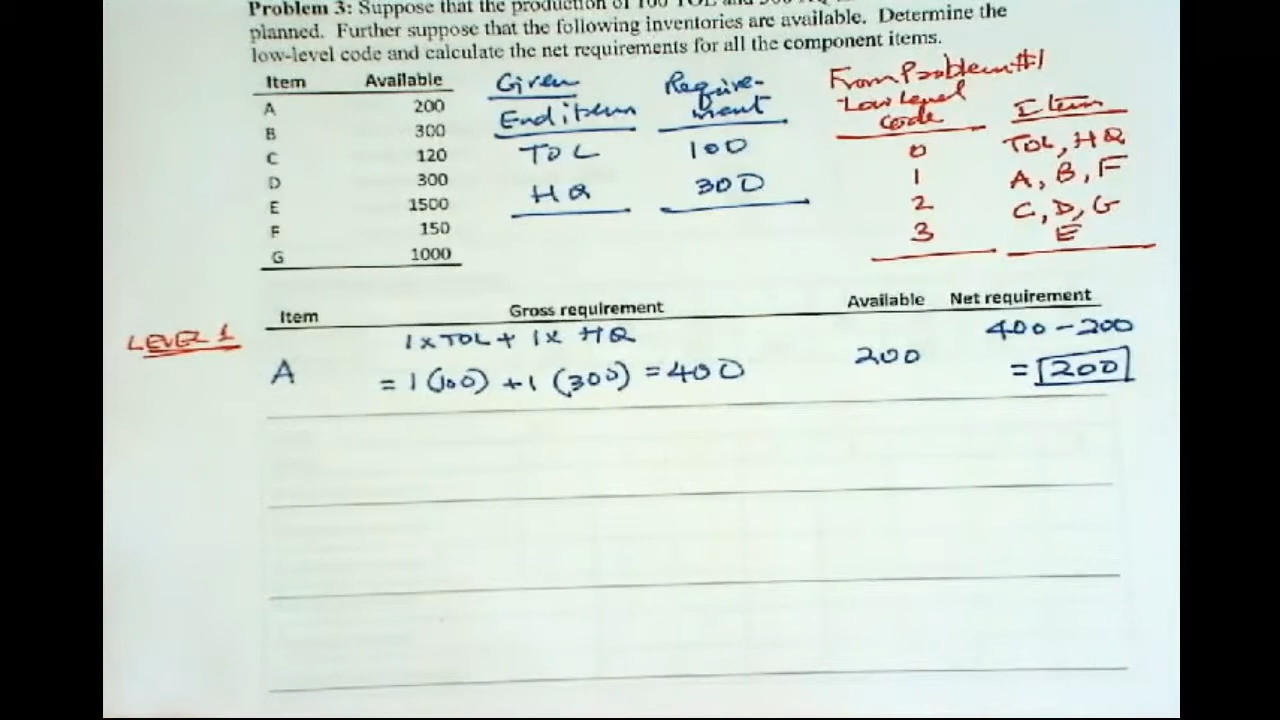 Problem 3: Suppose that the production of 100 TOL and
planned. Further suppose that the following inventories are available. Determine the
low-level code and calculate the net requirements for all the component items.
Item Available
A 200
B 300
C 120
D 300
E 1500
F 150
G 1000
Given
End item Require-ment
TOL 100
HQ 300
From Problem #1
Low Level
code Item
0 TOL, HQ
1 A, B, F
2 C, D, G
3 E
Item Gross requirement Available Net requirement
LEVEL 1
1 x TOL + 1 x HQ 400 - 200
A = 1 (100) + 1 (300) = 400 200 = 200